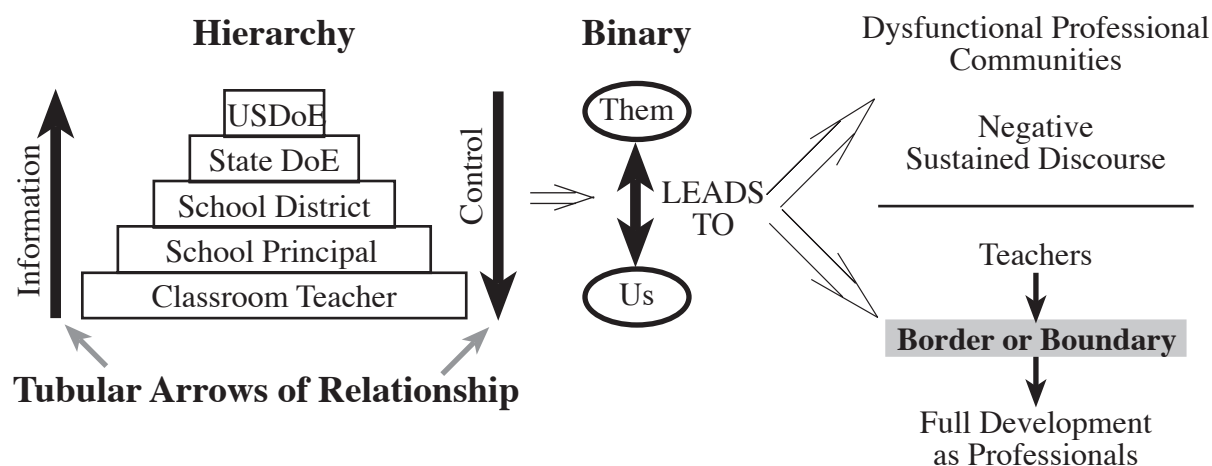 Hierarchy
Information
USDoE
State DoE
School District
School Principal
Classroom Teacher
Control
Tubular Arrows of Relationship
Binary
Them
Us
LEADS
TO
Dysfunctional Professional
Communities
Negative
Sustained Discourse
Teachers
Border or Boundary
Full Development
as Professionals